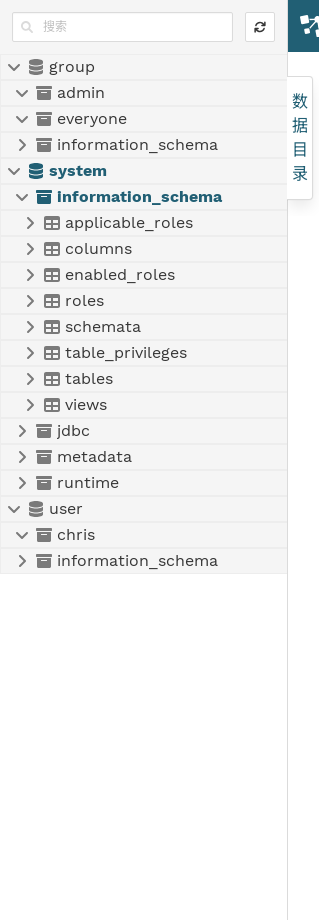 搜索
group
admin
everyone
information_schema
system
information_schema
applicable_roles
columns
enabled_roles
roles
schemata
table_privileges
tables
views
jdbc
metadata
runtime
user
chris
information_schema
数据目录